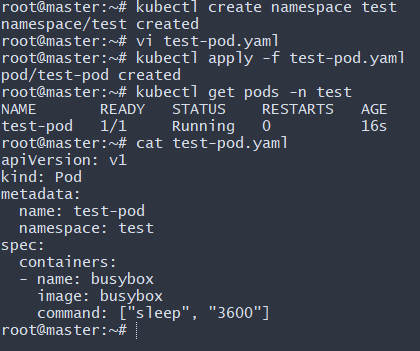 root@master:~# kubectl create namespace test
namespace/test created
root@master:~# vi test-pod.yaml
root@master:~# kubectl apply -f test-pod.yaml
pod/test-pod created
root@master:~# kubectl get pods -n test
NAME       READY   STATUS    RESTARTS   AGE
test-pod   1/1     Running   0          16s
root@master:~# cat test-pod.yaml
apiVersion: v1
kind: Pod
metadata:
  name: test-pod
  namespace: test
spec:
  containers:
  - name: busybox
    image: busybox
    command: ["sleep", "3600"]
root@master:~#